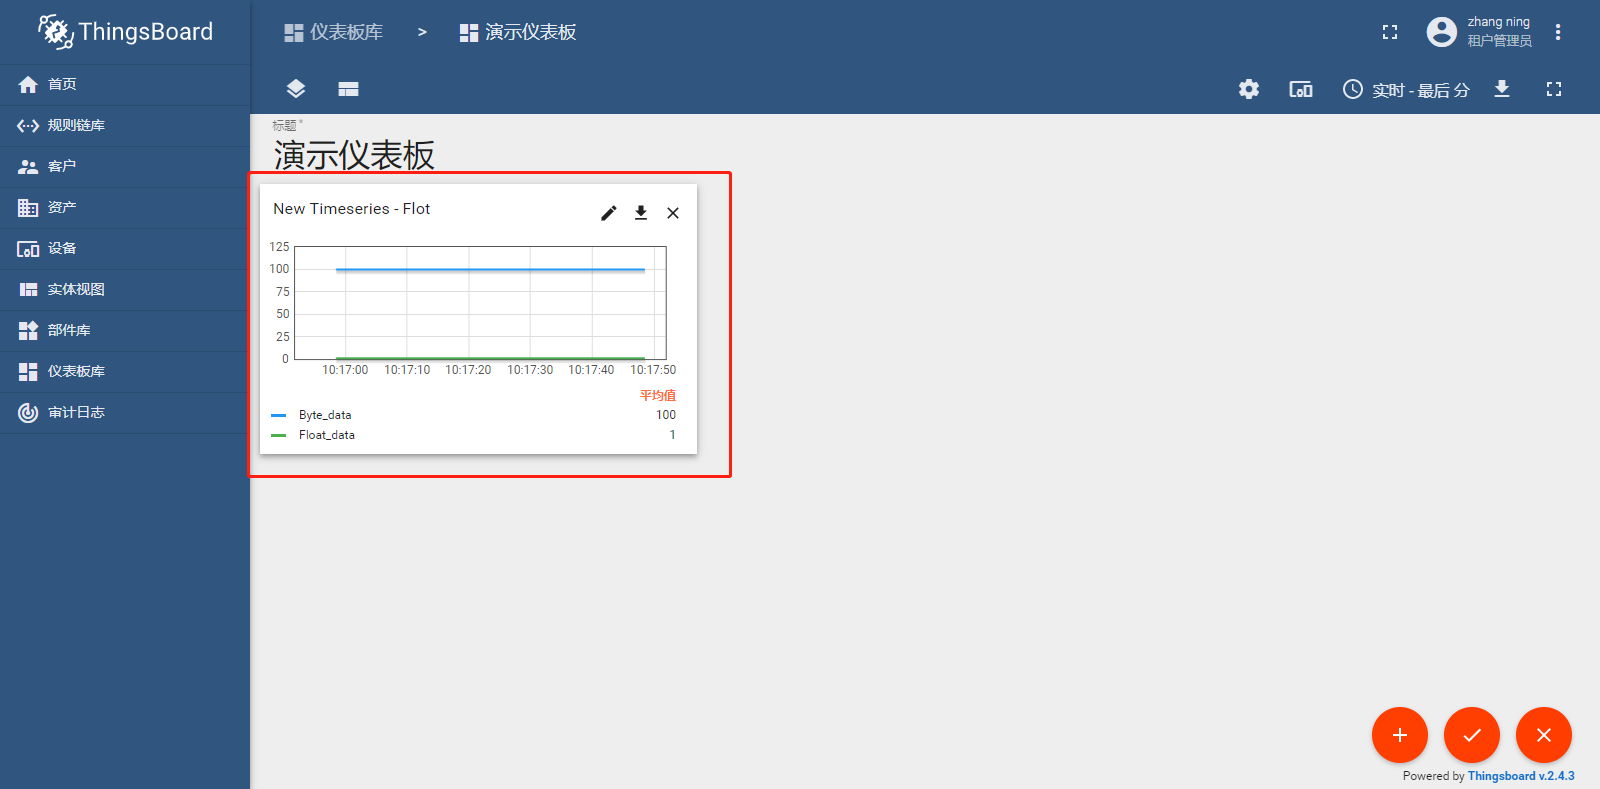 ThingsBoard
仪表板库 > 演示仪表板
zhang ning
租户管理员
首页
规则链库
客户
资产
设备
实体视图
部件库
仪表板库
审计日志
实时 - 最后 分
标题 *
演示仪表板
New Timeseries - Flot
125
100
75
50
25
0
10:17:00 10:17:10 10:17:20 10:17:30 10:17:40 10:17:50
平均值
Byte_data 100
Float_data 1
Powered by Thingsboard v.2.4.3